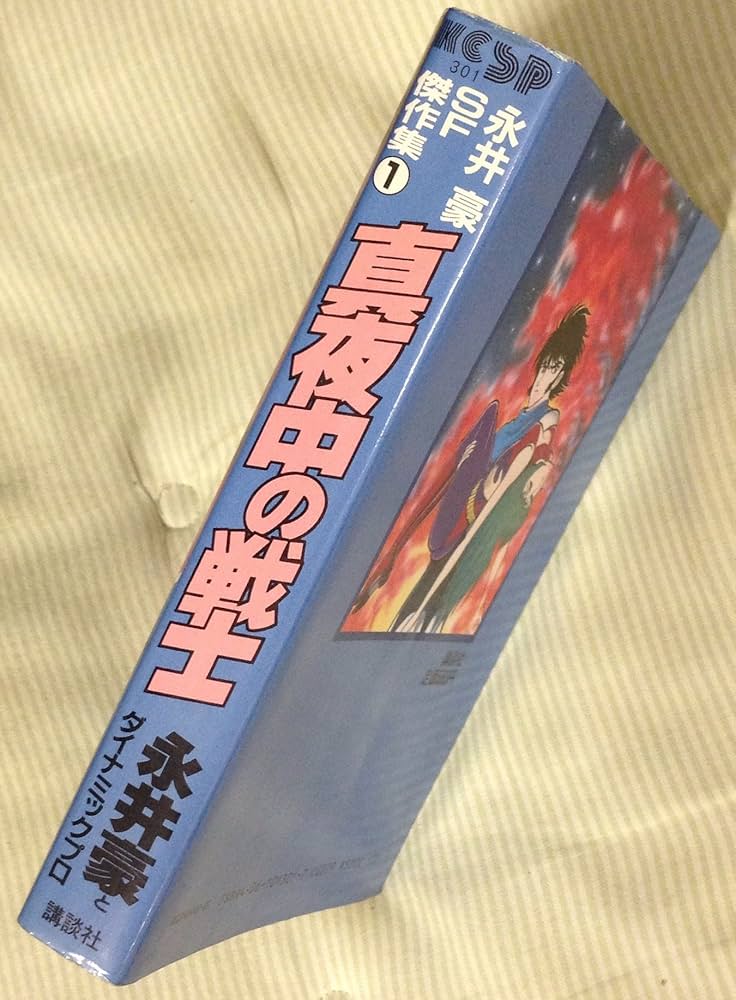 KCSP
301
永井 豪
SF
傑作集①
真夜中の戦士
永井豪と
ダイナミックプロ
講談社